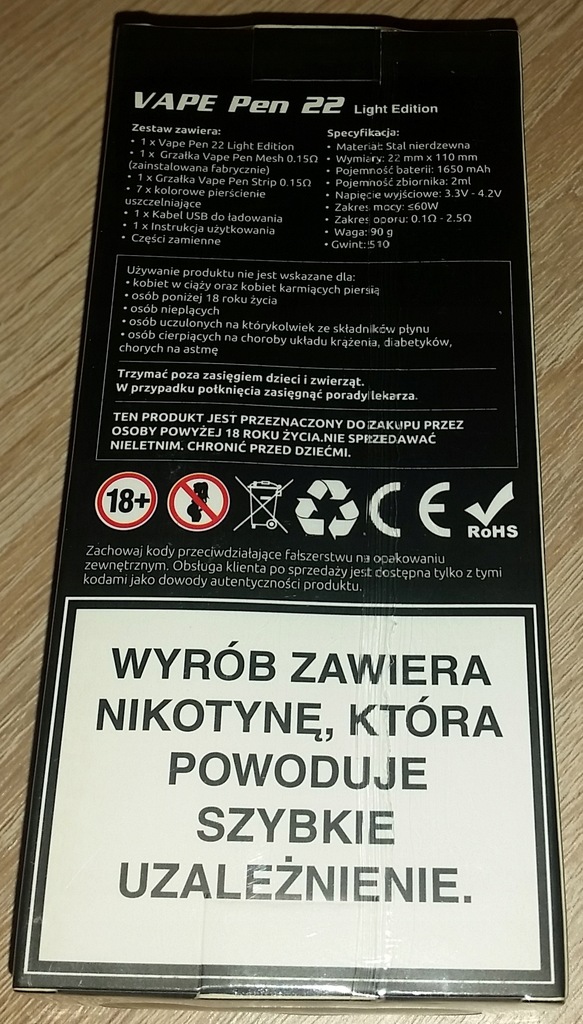 VAPE Pen 22 Light Edition
Zestaw zawiera:
• 1 x Vape Pen 22 Light Edition
• 1 x Grzałka Vape Pen Mesh 0.15Ω
(zainstalowana fabrycznie)
• 1 x Grzałka Vape Pen Strip 0.15Ω
• 7 x kolorowe pierścienie
uszczelniające
• 1 x Kabel USB do ładowania
• 1 x Instrukcja użytkowania
• Części zamienne
Specyfikacja:
• Materiał: Stal nierdzewna
• Wymiary: 22 mm x 110 mm
• Pojemność baterii: 1650 mAh
• Pojemność zbiornika: 2ml
• Napięcie wyjściowe: 3.3V - 4.2V
• Zakres mocy: ≤60W
• Zakres oporu: 0.1Ω - 2.5Ω
• Waga: 90 g
• Gwint: 510
Używanie produktu nie jest wskazane dla:
• kobiet w ciąży oraz kobiet karmiących piersią
• osób poniżej 18 roku życia
• osób nieplących
• osób uczulonych na którykolwiek ze składników płynu
• osób cierpiących na choroby układu krążenia, diabetyków,
chorych na astmę
Trzymać poza zasięgiem dzieci i zwierząt.
W przypadku połknięcia zasięgnąć porady lekarza.
TEN PRODUKT JEST PRZEZNACZONY DO ZAKUPU PRZEZ
OSOBY POWYŻEJ 18 ROKU ŻYCIA.NIE SPRZEDAWAĆ
NIELETNIM. CHRONIĆ PRZED DZIEĆMI.
18+
CE
RoHS
Zachowaj kody przeciwdziałające fałszerstwu na opakowaniu
zewnętrznym. Obsługa klienta po sprzedaży jest dostępna tylko z tymi
kodami jako dowody autentyczności produktu.
WYRÓB ZAWIERA
NIKOTYNĘ, KTÓRA
POWODUJE
SZYBKIE
UZALEŻNIENIE.